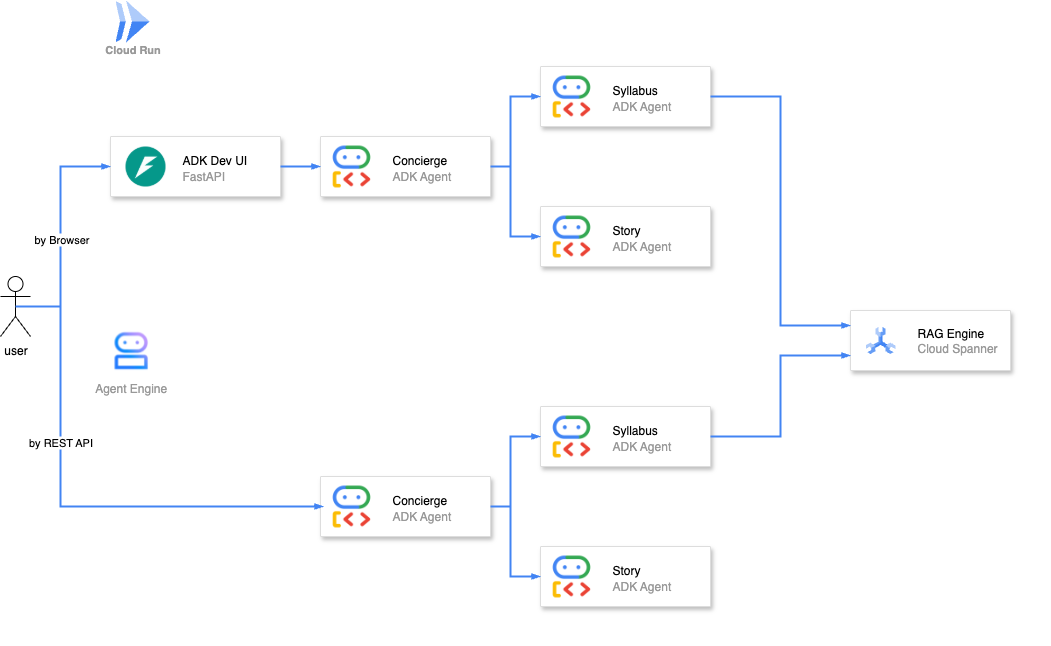 Cloud Run
Syllabus
ADK Agent
ADK Dev UI
FastAPI
Concierge
ADK Agent
Story
ADK Agent
by Browser
user
Agent Engine
RAG Engine
Cloud Spanner
by REST API
Syllabus
ADK Agent
Concierge
ADK Agent
Story
ADK Agent